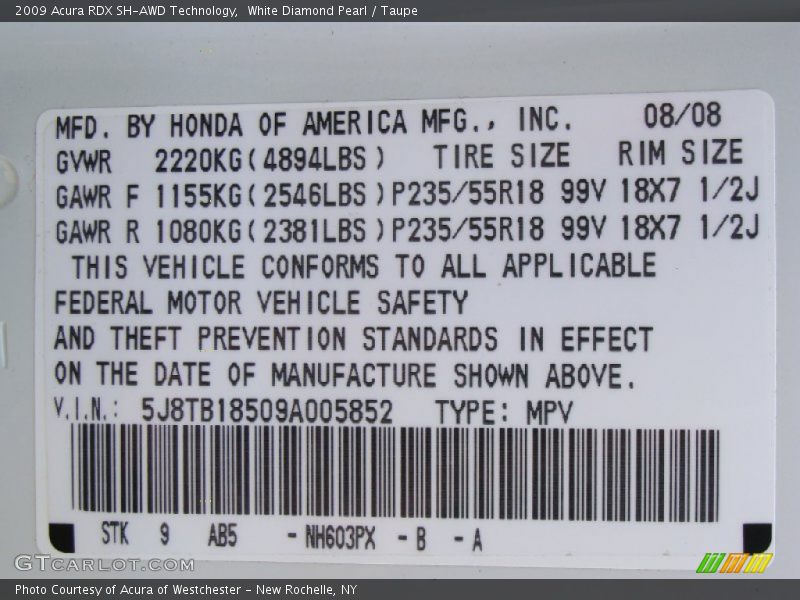 2009 Acura RDX SH-AWD Technology,  White Diamond Pearl / Taupe
MFD. BY HONDA OF AMERICA MFG., INC. 08/08
GVWR 2220KG(4894LBS) TIRE SIZE RIM SIZE
GAWR F 1155KG(2546LBS)P235/55R18 99V 18X7 1/2J
GAWR R 1080KG(2381LBS)P235/55R18 99V 18X7 1/2J
THIS VEHICLE CONFORMS TO ALL APPLICABLE
FEDERAL MOTOR VEHICLE SAFETY
AND THEFT PREVENTION STANDARDS IN EFFECT
ON THE DATE OF MANUFACTURE SHOWN ABOVE.
V.I.N.: 5J8TB18509A005852 TYPE: MPV
STK 9 AB5 -NH603PX -B -A
GTCARLOT.COM
Photo Courtesy of Acura of Westchester - New Rochelle, NY